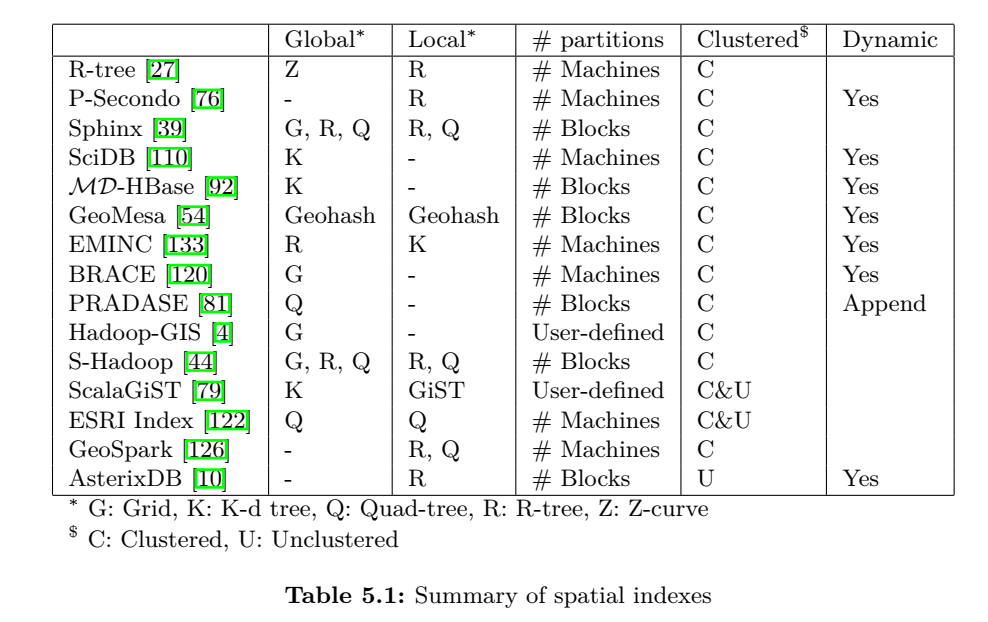 Global* Local* # partitions Clustered$ Dynamic
R-tree [27] Z R # Machines C
P-Secondo [76] - R # Machines C Yes
Sphinx [39] G, R, Q R, Q # Blocks C
SciDB [110] K - # Machines C Yes
MD-HBase [92] K - # Blocks C Yes
GeoMesa [54] Geohash Geohash # Blocks C Yes
EMINC [133] R K # Machines C Yes
BRACE [120] G - # Machines C Yes
PRADASE [81] Q - # Blocks C Append
Hadoop-GIS [4] G - User-defined C
S-Hadoop [44] G, R, Q R, Q # Blocks C
ScalaGiST [79] K GiST User-defined C&U
ESRI Index [122] Q Q # Machines C&U
GeoSpark [126] - R, Q # Machines C
AsterixDB [10] - R # Blocks U Yes
* G: Grid, K: K-d tree, Q: Quad-tree, R: R-tree, Z: Z-curve
$ C: Clustered, U: Unclustered
Table 5.1: Summary of spatial indexes